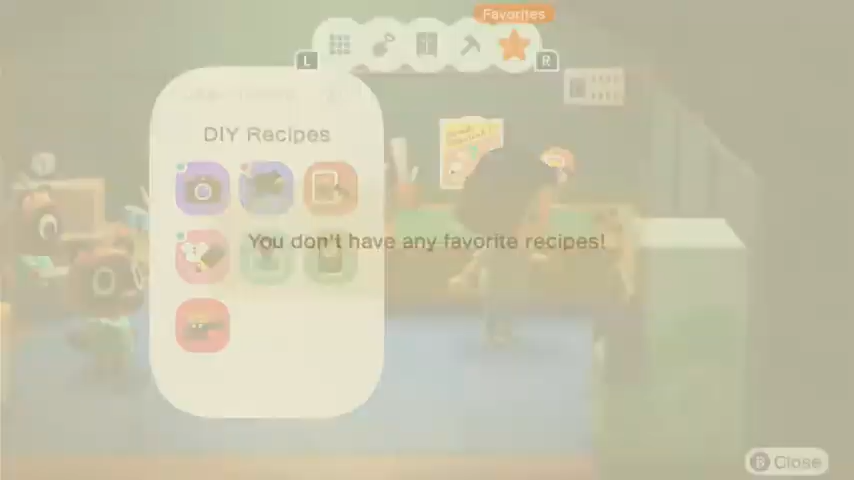 Favorites
L
R
DIY Recipes
You don't have any favorite recipes!
B Close